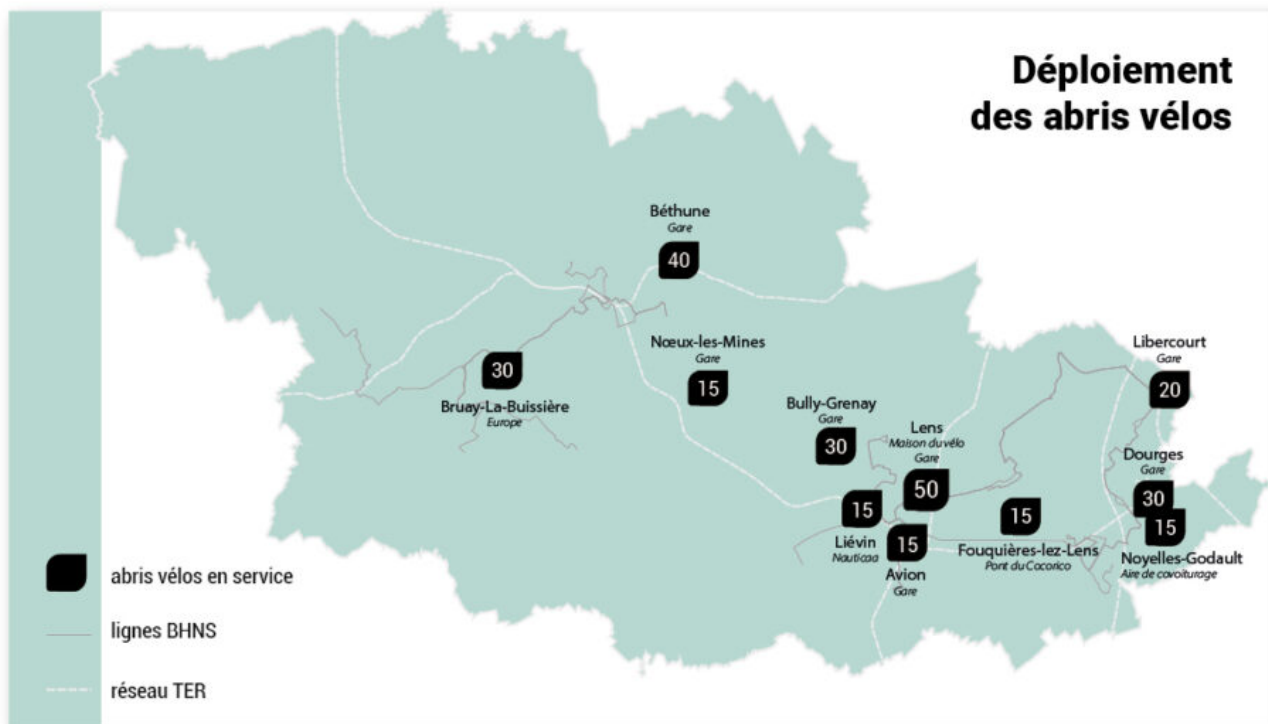 Déploiement
des abris vélos
Béthune
Gare
40
Nœux-les-Mines
Gare
15
30
Bruay-La-Buissière
Europe
Bully-Grenay
Gare
30
Lens
Maison du vélo
Gare
50
Libercourt
Gare
20
Dourges
Gare
30
15
Noyelles-Godault
Aire de covoiturage
15
Liévin
Nauticaa
15
Avion
Gare
15
Fouquières-lez-Lens
Pont du Cocorico
abris vélos en service
lignes BHNS
réseau TER